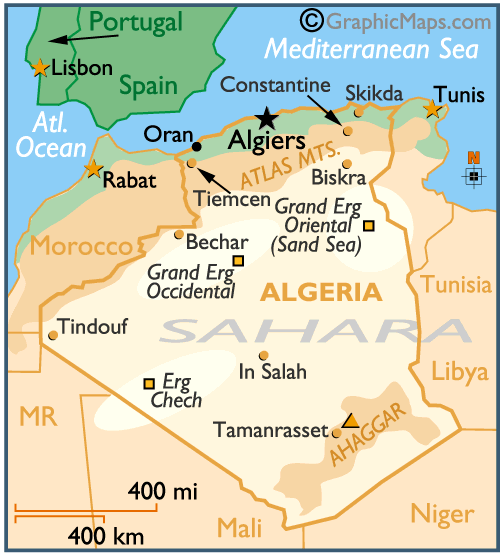 © GraphicMaps.com
Portugal
Mediterranean Sea
Lisbon
Spain
Constantine
Skikda
Tunis
Atl.
Ocean
Oran
Algiers
ATLAS MTS.
Rabat
Tiemcen
Biskra
N
Grand Erg
Oriental
(Sand Sea)
Morocco
Bechar
Grand Erg
Occidental
ALGERIA
Tunisia
SAHARA
Tindouf
In Salah
Libya
Erg
Chech
MR
Tamanrasset
AHAGGAR
400 mi
400 km
Mali
Niger